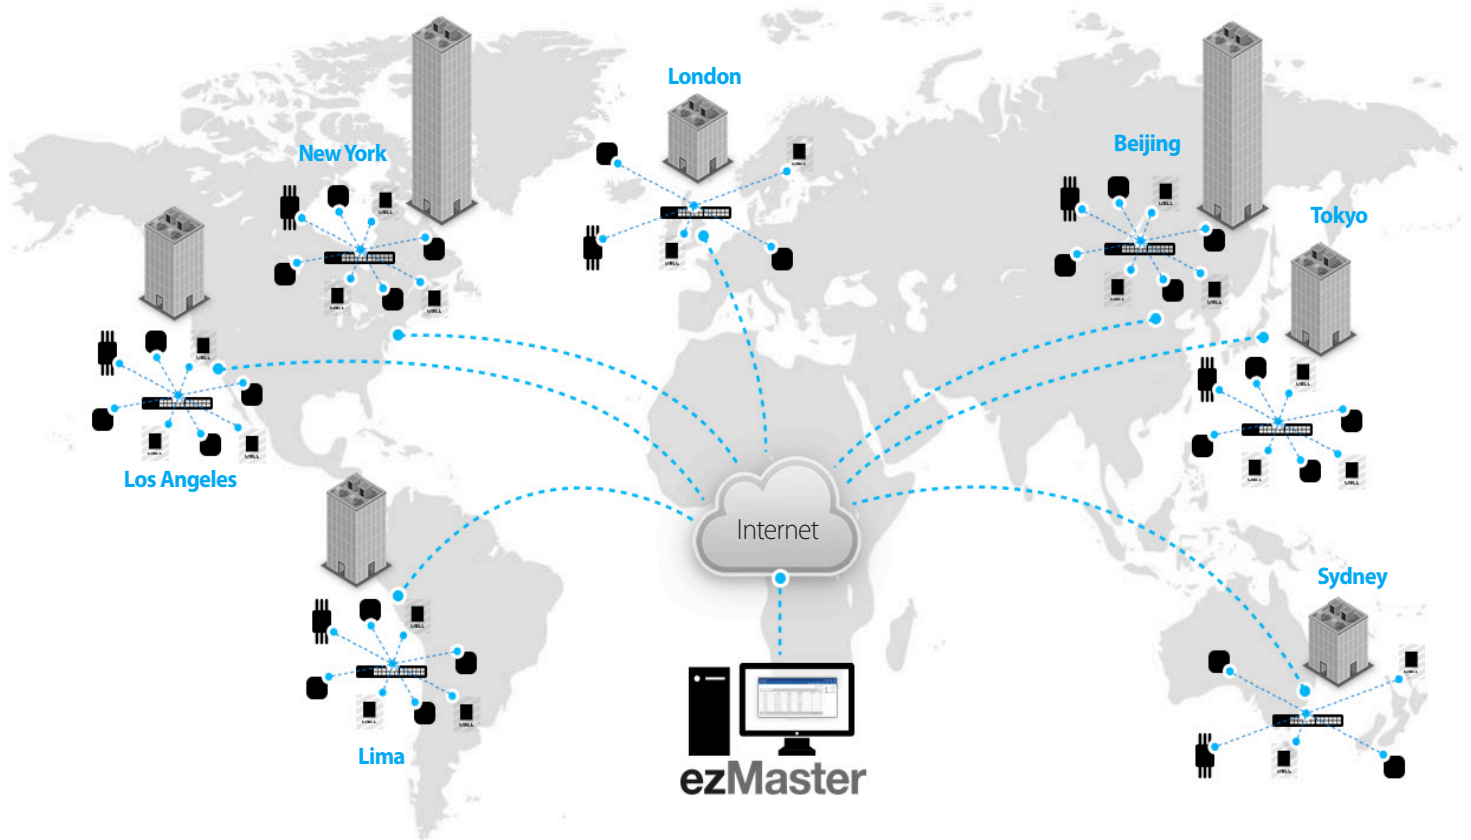 London
New York
Beijing
Tokyo
Los Angeles
Internet
Sydney
Lima
ezMaster